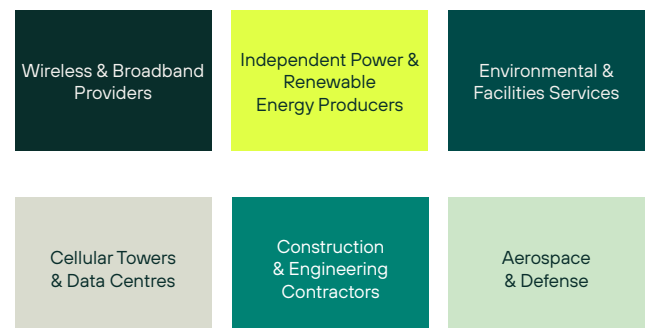 Wireless & Broadband
Providers
Independent Power &
Renewable
Energy Producers
Environmental &
Facilities Services
Cellular Towers
& Data Centres
Construction
& Engineering
Contractors
Aerospace
& Defense